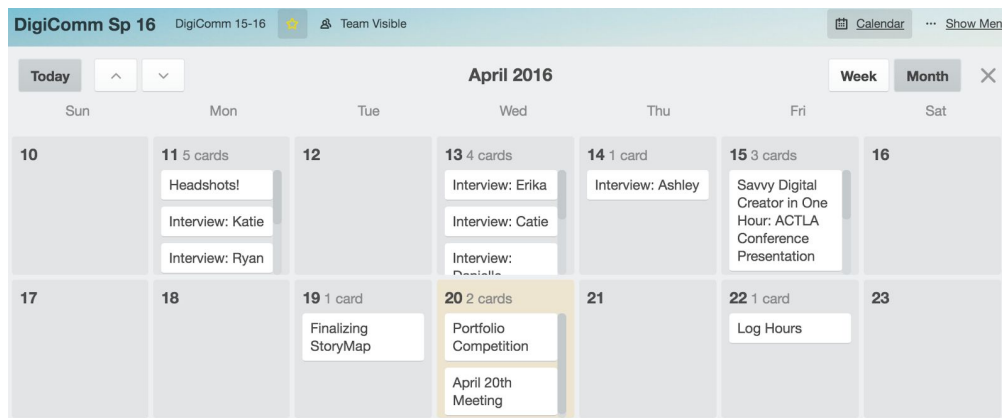 DigiComm Sp 16 DigiComm 15-16 Team Visible Calendar ... Show Men
Today April 2016 Week Month
Sun Mon Tue Wed Thu Fri Sat
10
11 5 cards
Headshots!
Interview: Katie
Interview: Ryan
12
13 4 cards
Interview: Erika
Interview: Catie
Interview:
Danielle
14 1 card
Interview: Ashley
15 3 cards
Savvy Digital
Creator in One
Hour: ACTLA
Conference
Presentation
16
17
18
19 1 card
Finalizing
StoryMap
20 2 cards
Portfolio
Competition
April 20th
Meeting
21
22 1 card
Log Hours
23